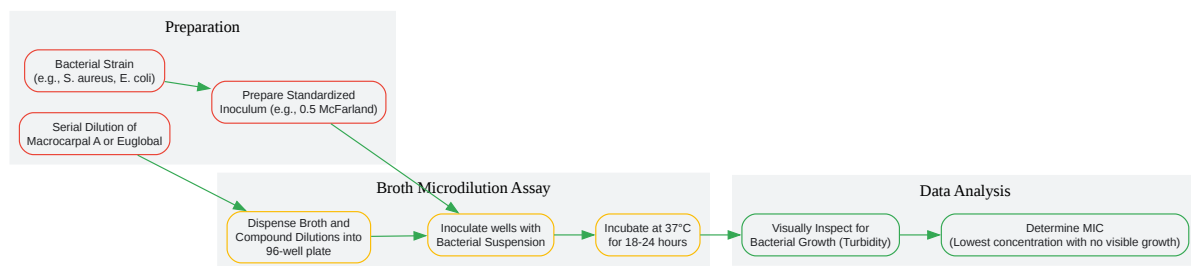 Preparation
Bacterial Strain
(e.g., S. aureus, E. coli)
Prepare Standardized
Inoculum (e.g., 0.5 McFarland)
Serial Dilution of
Macrocarpal A or Euglobal
Broth Microdilution Assay
Dispense Broth and
Compound Dilutions into
96-well plate
Inoculate wells with
Bacterial Suspension
Incubate at 37°C
for 18-24 hours
Data Analysis
Visually Inspect for
Bacterial Growth (Turbidity)
Determine MIC
(Lowest concentration with no visible growth)